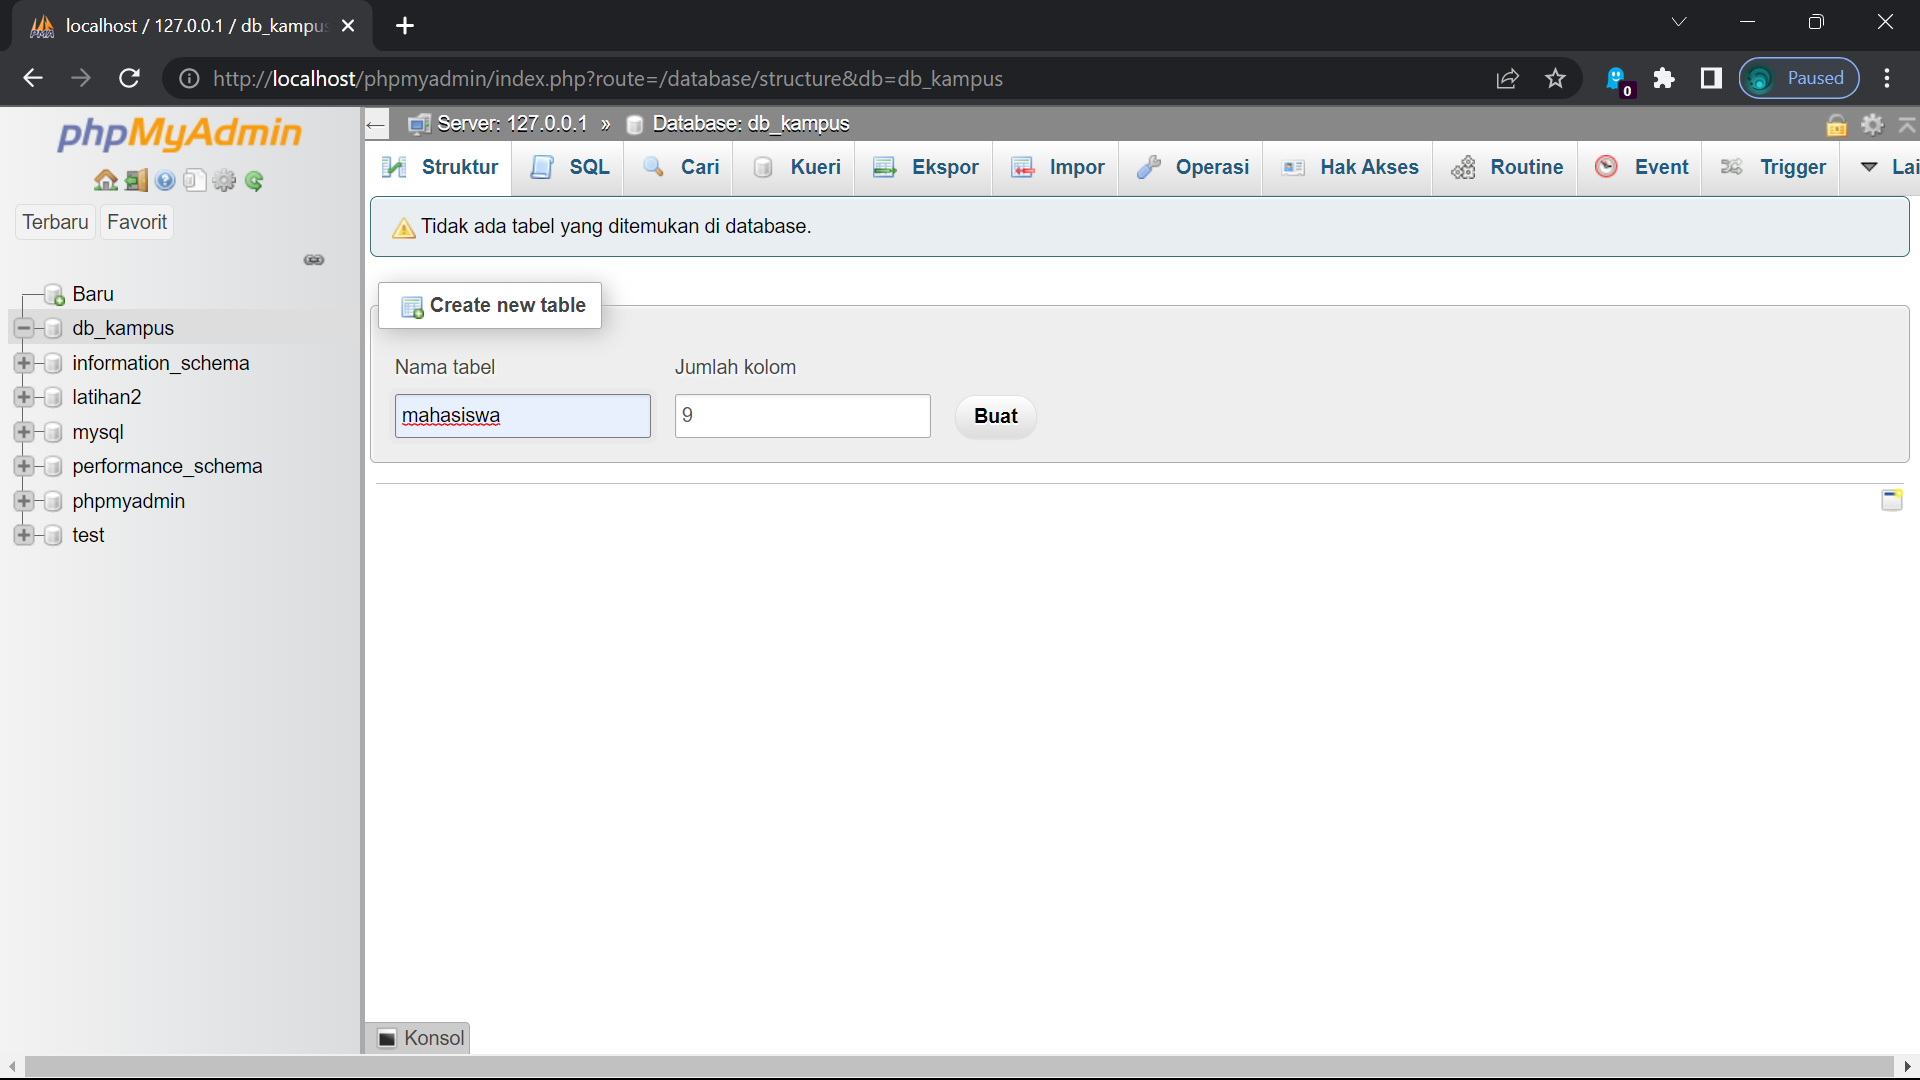 localhost / 127.0.0.1 / db_kampu
http://localhost/phpmyadmin/index.php?route=/database/structure&db=db_kampus
0
Paused
phpMyAdmin
Terbaru
Favorit
Baru
db_kampus
information_schema
latihan2
mysql
performance_schema
phpmyadmin
test
Server: 127.0.0.1 » Database: db_kampus
Struktur
SQL
Cari
Kueri
Ekspor
Impor
Operasi
Hak Akses
Routine
Event
Trigger
Lai
Tidak ada tabel yang ditemukan di database.
Create new table
Nama tabel
Jumlah kolom
mahasiswa
9
Buat
Konsol